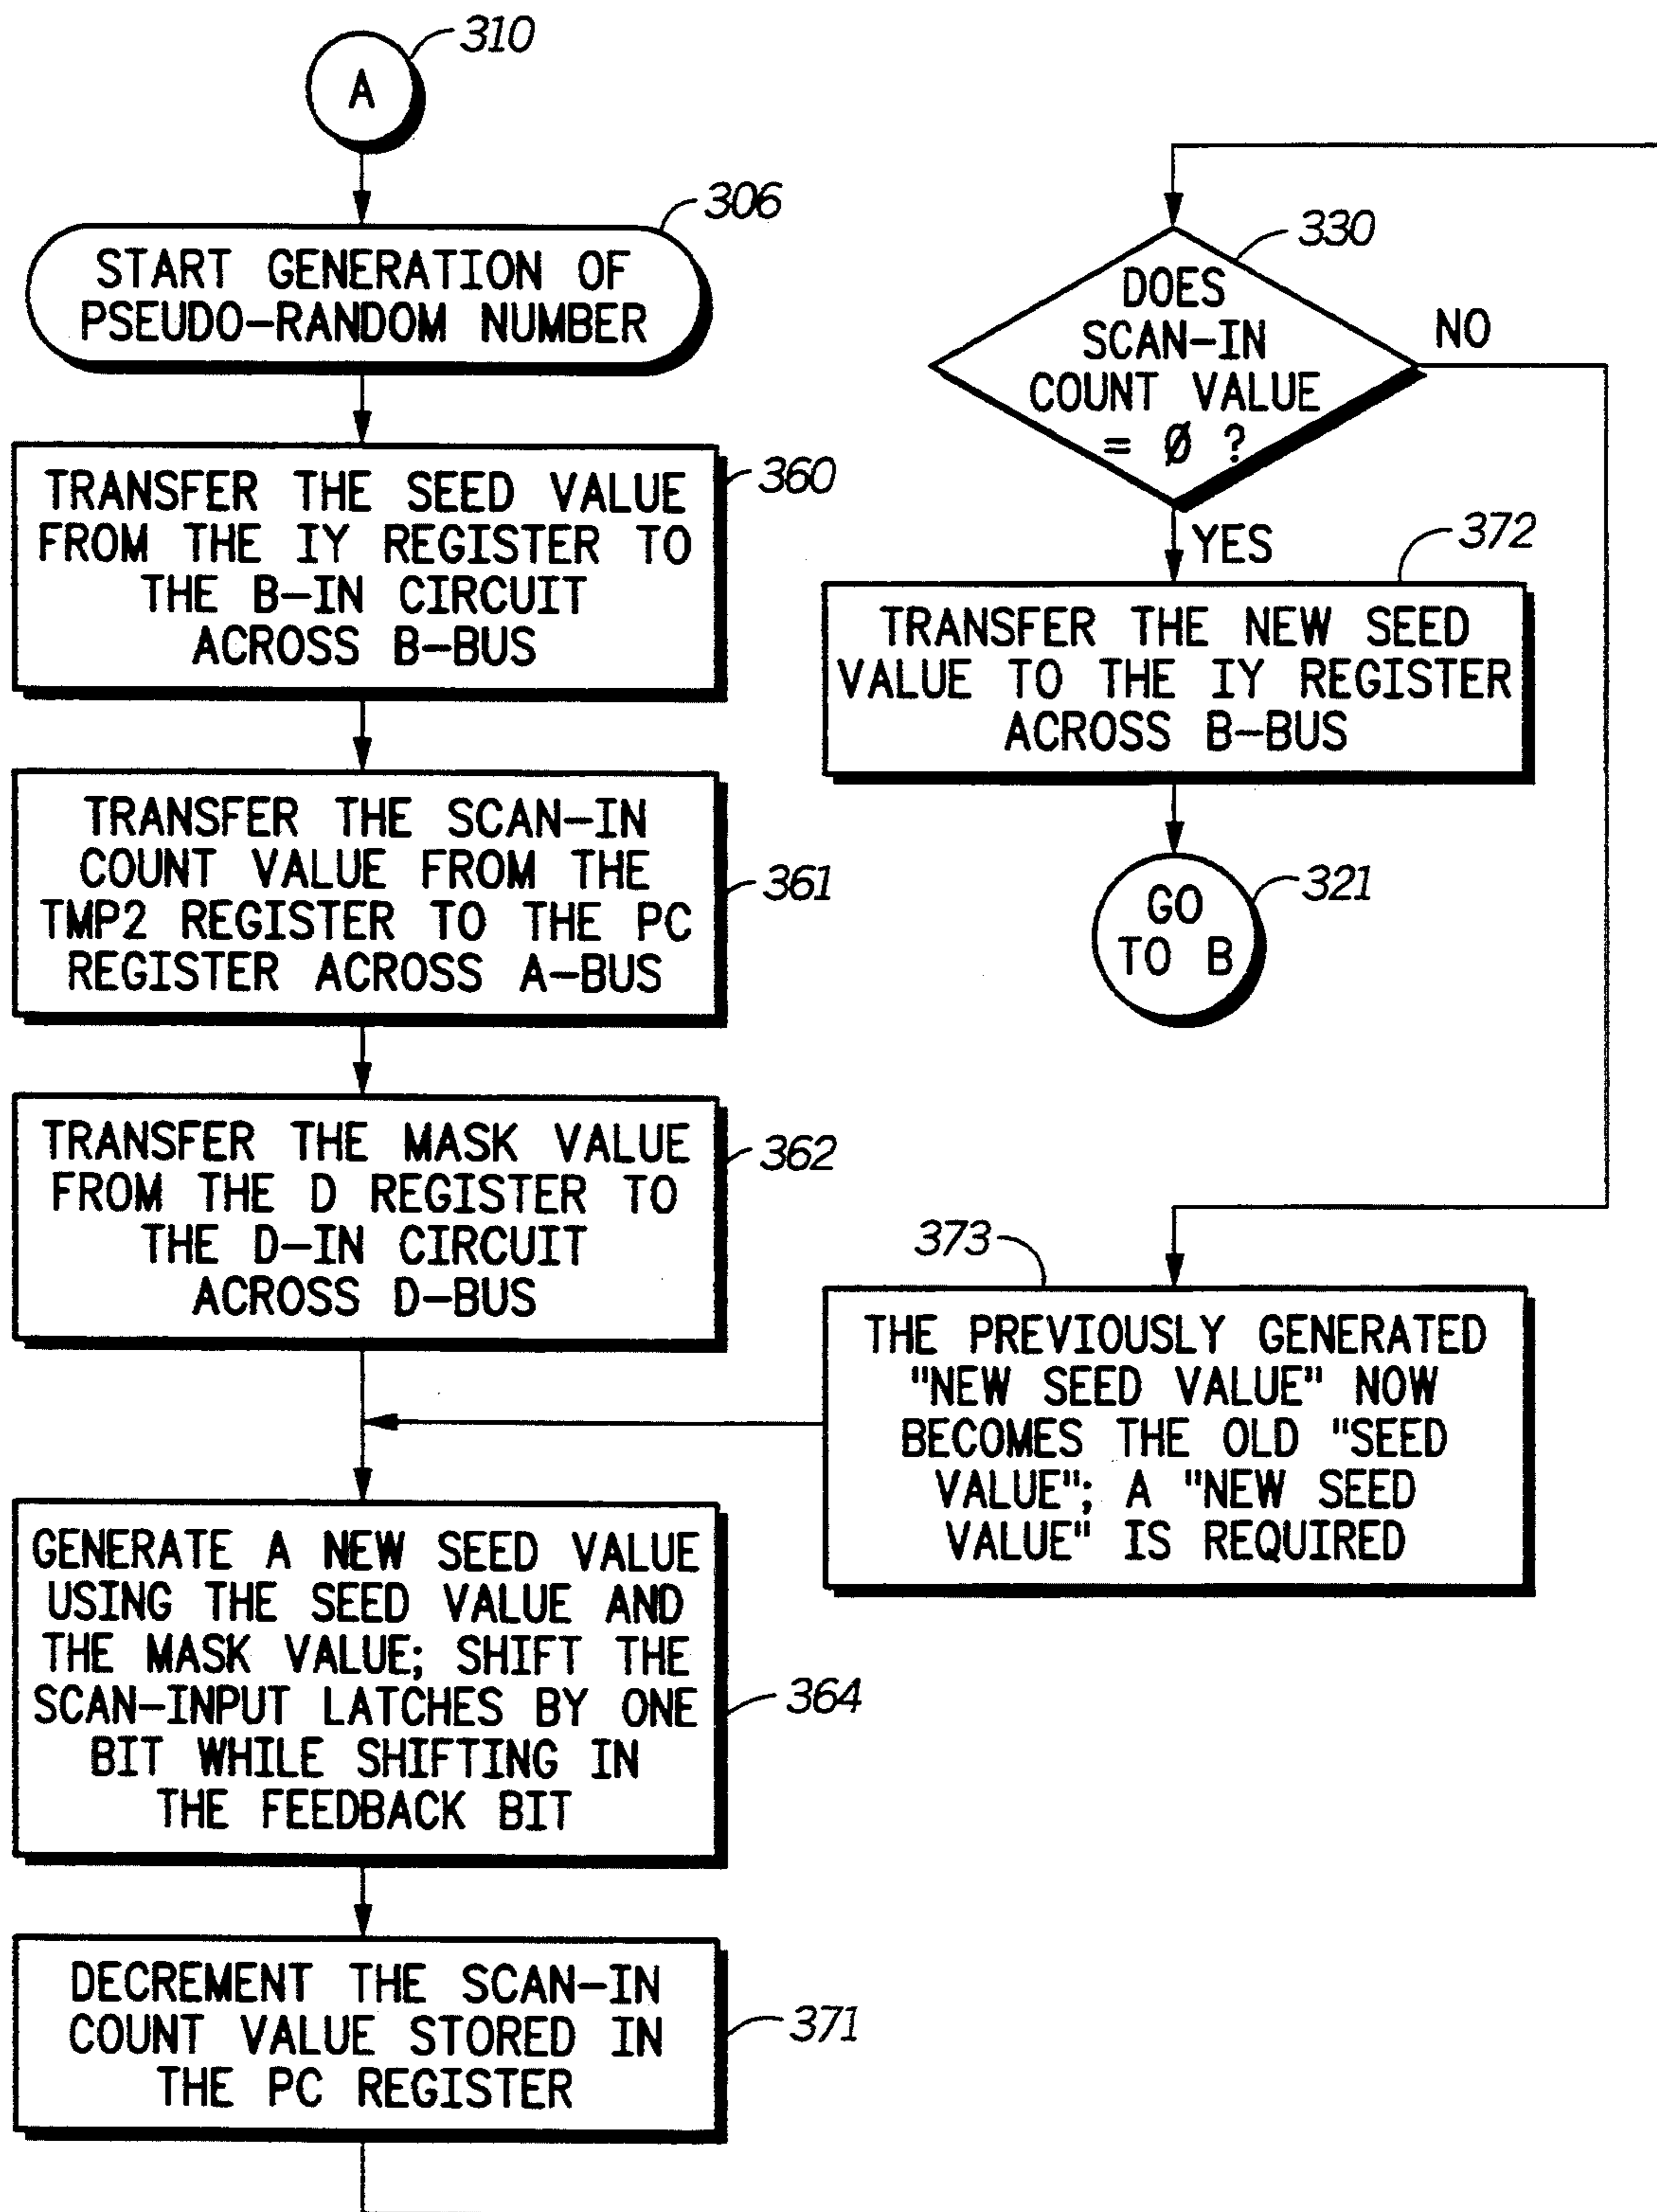 310
A
306
START GENERATION OF
PSEUDO-RANDOM NUMBER
360
TRANSFER THE SEED VALUE
FROM THE IY REGISTER TO
THE B-IN CIRCUIT
ACROSS B-BUS
361
TRANSFER THE SCAN-IN
COUNT VALUE FROM THE
TMP2 REGISTER TO THE PC
REGISTER ACROSS A-BUS
362
TRANSFER THE MASK VALUE
FROM THE D REGISTER TO
THE D-IN CIRCUIT
ACROSS D-BUS
364
GENERATE A NEW SEED VALUE
USING THE SEED VALUE AND
THE MASK VALUE; SHIFT THE
SCAN-INPUT LATCHES BY ONE
BIT WHILE SHIFTING IN
THE FEEDBACK BIT
371
DECREMENT THE SCAN-IN
COUNT VALUE STORED IN
THE PC REGISTER
330
DOES
SCAN-IN
COUNT VALUE
= Ø ?
NO
YES
372
TRANSFER THE NEW SEED
VALUE TO THE IY REGISTER
ACROSS B-BUS
321
GO
TO B
373
THE PREVIOUSLY GENERATED
"NEW SEED VALUE" NOW
BECOMES THE OLD "SEED
VALUE"; A "NEW SEED
VALUE" IS REQUIRED